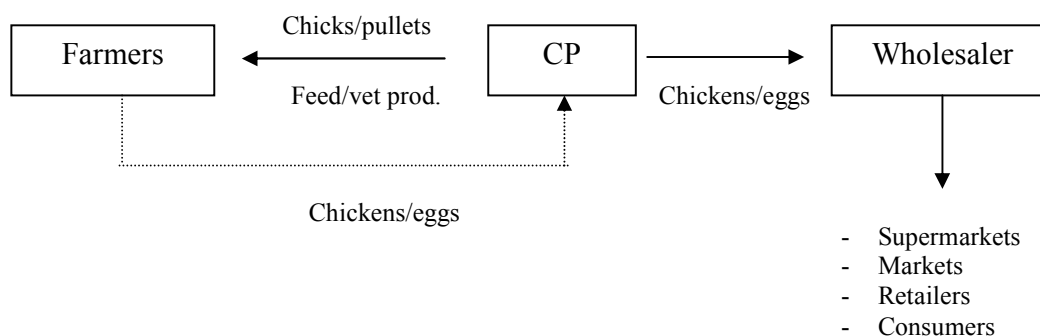 Chicks/pullets
Farmers
CP
Wholesaler
Feed/vet prod.
Chickens/eggs
Chickens/eggs
- Supermarkets
- Markets
- Retailers
- Consumers